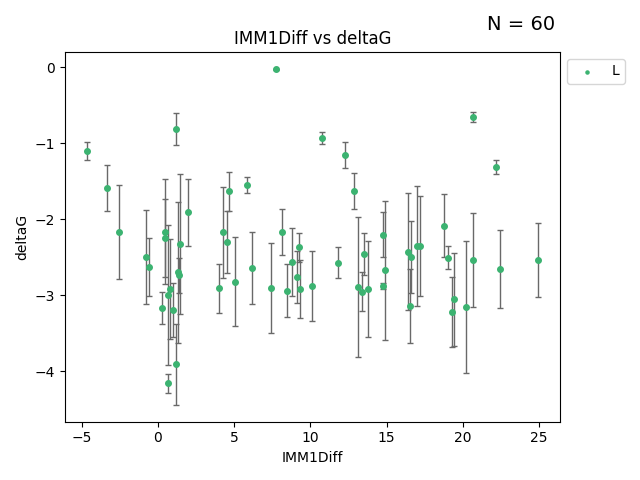 N = 60
IMM1Diff vs deltaG
L
deltaG
0
−1
−2
−3
−4
−5 0 5 10 15 20 25
IMM1Diff